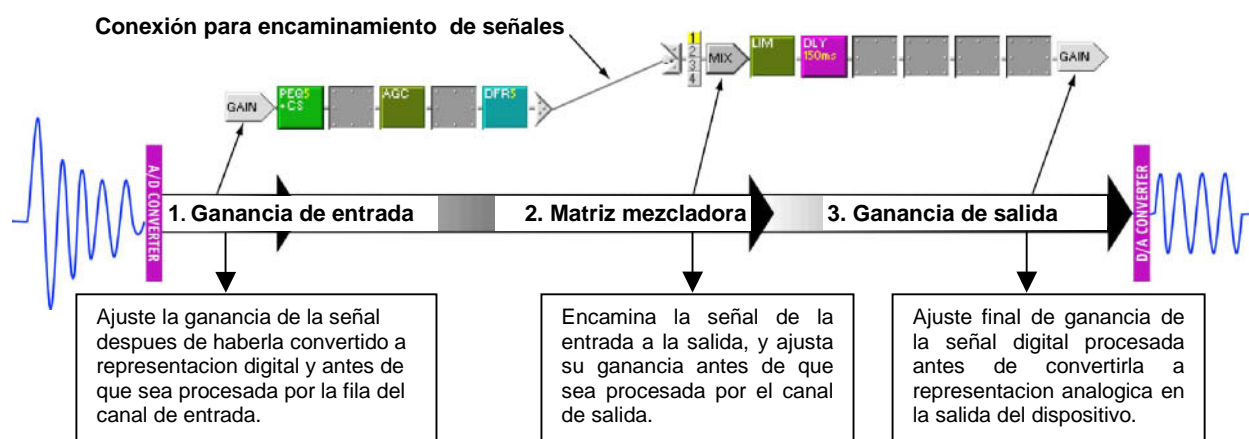 Conexión para encaminamiento de señales
1
2
3
4
MIX
LIM
DLY
150ms
GAIN
GAIN
PEQ5
+CS
AGC
DFR5
A/D CONVERTER
1. Ganancia de entrada
2. Matriz mezcladora
3. Ganancia de salida
D/A CONVERTER
Ajuste la ganancia de la señal
despues de haberla convertido a
representacion digital y antes de
que sea procesada por la fila del
canal de entrada.
Encamina la señal de la
entrada a la salida, y ajusta
su ganancia antes de que
sea procesada por el canal
de salida.
Ajuste final de ganancia de
la señal digital procesada
antes de convertirla a
representacion analogica en
la salida del dispositivo.